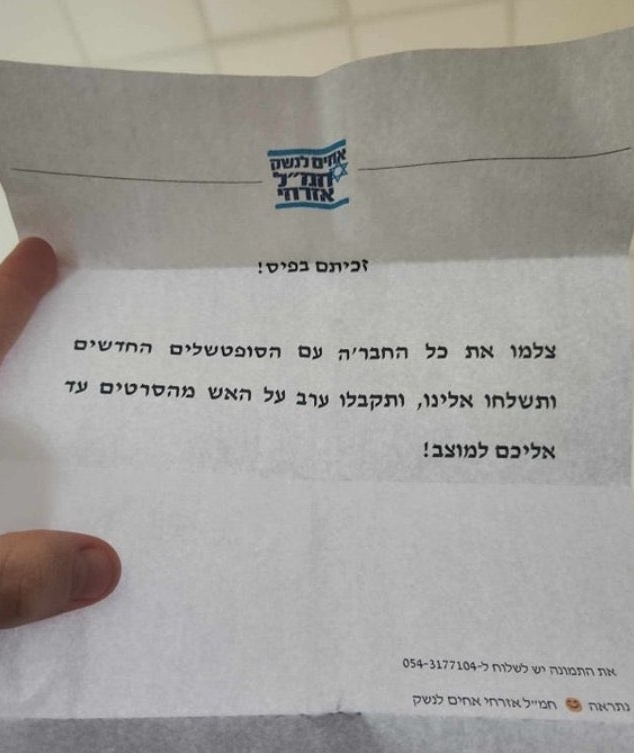 אחים לנשק
חמ"ל
אזרחי
זכיתם בפיס!
צלמו את כל החבר'ה עם הסופטשלים החדשים
ותשלחו אלינו, ותקבלו ערב על האש מהסרטים עד
אליכם למוצב!
את התמונה יש לשלוח ל-054-3177104
נתראה 😊 חמ"ל אזרחי אחים לנשק